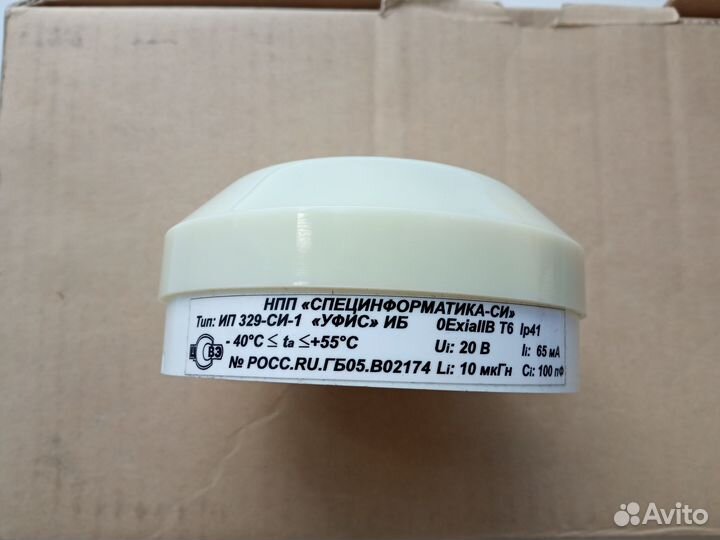 НПП «СПЕЦИНФОРМАТИКА-СИ»
Тип: ИП 329-СИ-1 «УФИС» ИБ 0ExiaIIB T6 Ip41
- 40°С ≤ ta ≤+55°С Ui: 20 В Ii: 65 мА
ВЭ
№ РОСС.RU.ГБ05.В02174 Li: 10 мкГн Ci: 100 пФ
Avito